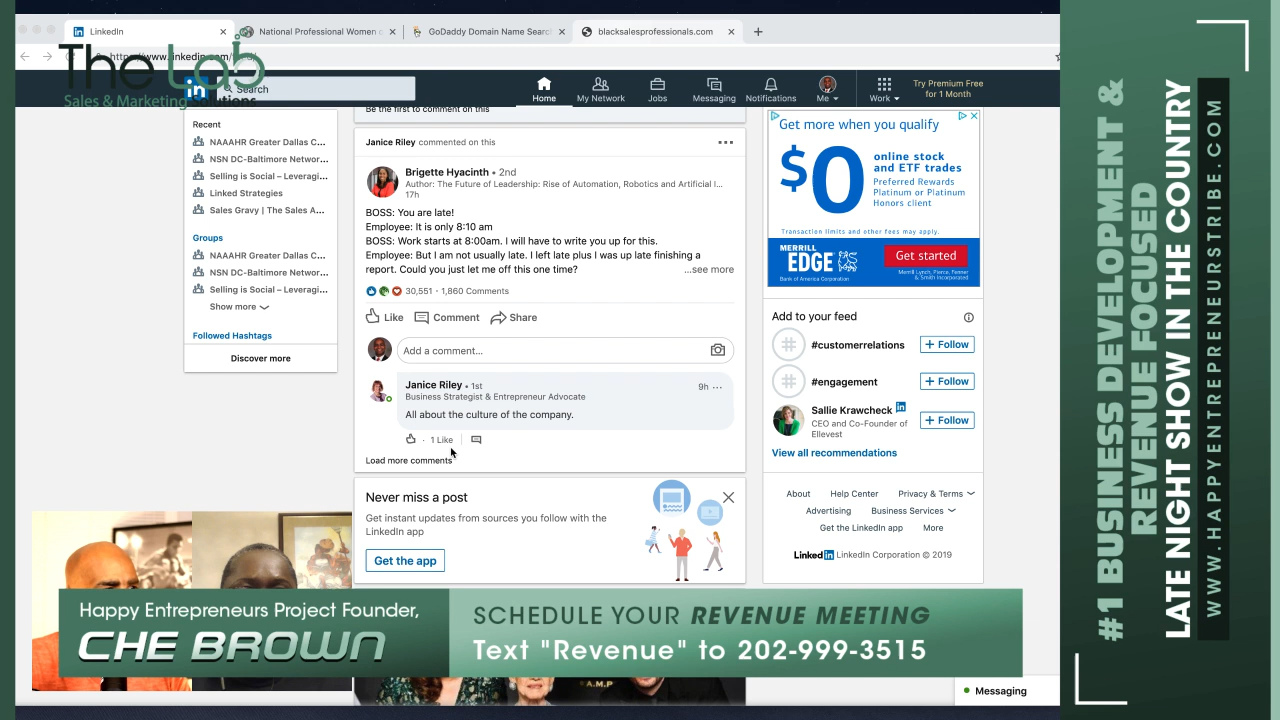 LinkedIn
National Professional Women
GoDaddy Domain Name Searc
blacksalesprofessionals.com
The Lab
Sales & Marketing Solutions
Search
Home
My Network
Jobs
Messaging
Notifications
Me
Work
Try Premium Free
for 1 Month
Recent
NAAAHR Greater Dallas C...
NSN DC-Baltimore Networ...
Selling is Social – Leveragi...
Linked Strategies
Sales Gravy | The Sales A...
Groups
NAAAHR Greater Dallas C...
NSN DC-Baltimore Networ...
Selling is Social – Leveragi...
Show more
Followed Hashtags
Discover more
Be the first to comment on this
Janice Riley commented on this
Brigette Hyacinth • 2nd
Author: The Future of Leadership: Rise of Automation, Robotics and Artificial I...
17h
BOSS: You are late!
Employee: It is only 8:10 am
BOSS: Work starts at 8:00am. I will have to write you up for this.
Employee: But I am not usually late. I left late plus I was up late finishing a
report. Could you just let me off this one time? ...see more
30,551 · 1,860 Comments
Like Comment Share
Add a comment...
Janice Riley • 1st 9h ...
Business Strategist & Entrepreneur Advocate
All about the culture of the company.
· 1 Like
Load more comments
Never miss a post
Get instant updates from sources you follow with the
LinkedIn app
Get the app
Get more when you qualify
$0
online stock
and ETF trades
Preferred Rewards
Platinum or Platinum
Honors client
Transaction limits and other fees may apply.
MERRILL
EDGE
Bank of America Corporation
Get started
Merrill Lynch, Pierce, Fenner
& Smith Incorporated
Add to your feed
#customerrelations
+ Follow
#engagement
+ Follow
Sallie Krawcheck
CEO and Co-Founder of
Ellevest
+ Follow
View all recommendations
About Help Center Privacy & Terms
Advertising Business Services
Get the LinkedIn app More
LinkedIn LinkedIn Corporation © 2019
A.M.P
Messaging
Happy Entrepreneurs Project Founder,
CHE BROWN
SCHEDULE YOUR REVENUE MEETING
Text "Revenue" to 202-999-3515
#1 BUSINESS DEVELOPMENT &
REVENUE FOCUSED
LATE NIGHT SHOW IN THE COUNTRY
WWW.HAPPYENTREPRENEURSTRIBE.COM